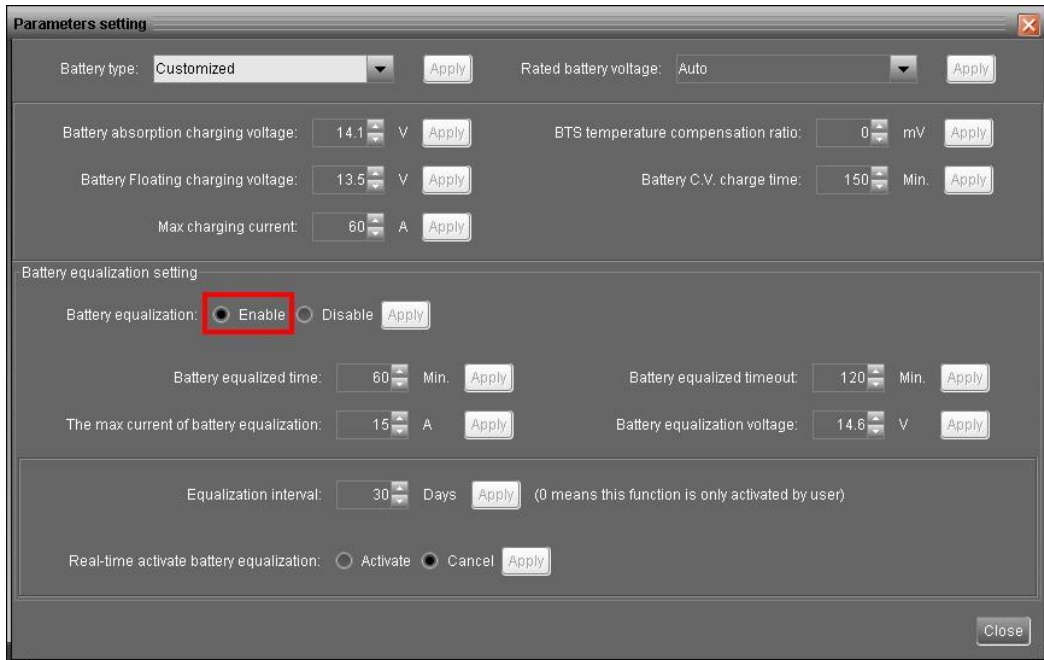 Parameters setting
Battery type: Customized Apply Rated battery voltage: Auto Apply
Battery absorption charging voltage: 14.1 V Apply BTS temperature compensation ratio: 0 mV Apply
Battery Floating charging voltage: 13.5 V Apply Battery C.V. charge time: 150 Min. Apply
Max charging current: 60 A Apply
Battery equalization setting
Battery equalization: Enable Disable Apply
Battery equalized time: 60 Min. Apply Battery equalized timeout: 120 Min. Apply
The max current of battery equalization: 15 A Apply Battery equalization voltage: 14.6 V Apply
Equalization interval: 30 Days Apply (0 means this function is only activated by user)
Real-time activate battery equalization: Activate Cancel Apply
Close